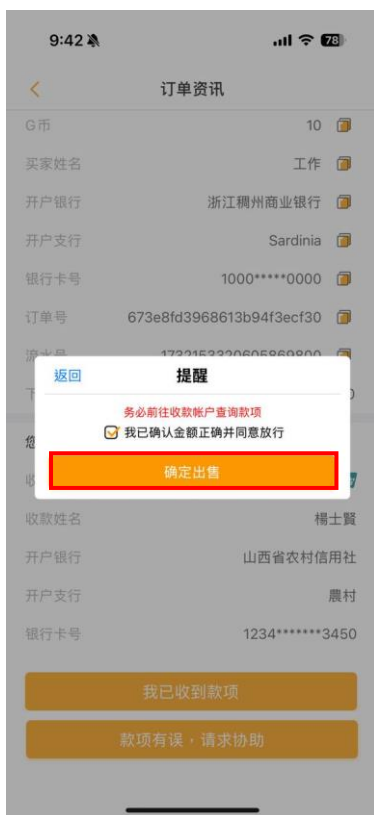 9:42
78
订单资讯
G币 10
买家姓名 工作
开户银行 浙江稠州商业银行
开户支行 Sardinia
银行卡号 1000*****0000
订单号 673e8fd3968613b94f3ecf30
流水号 1732153320605869800
返回 提醒
务必前往收款帐户查询款项
我已确认金额正确并同意放行
确定出售
您
收
收款姓名 楊士賢
开户银行 山西省农村信用社
开户支行 農村
银行卡号 1234*******3450
我已收到款项
款项有误，请求协助